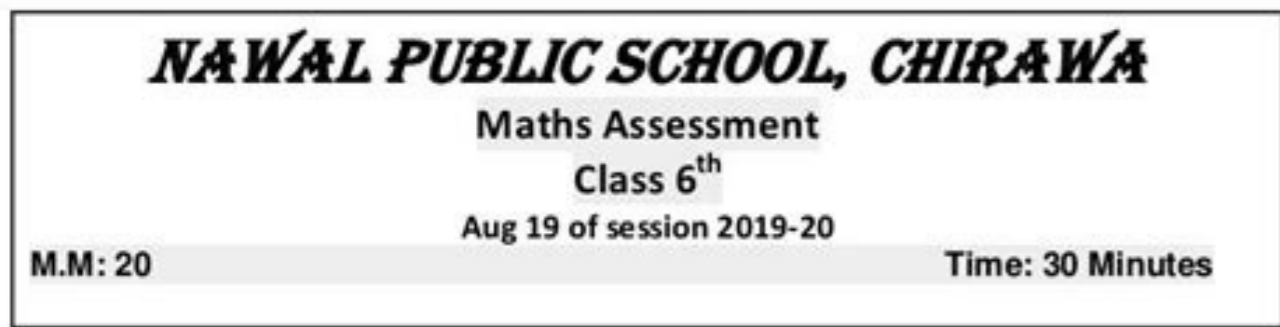 NAWAL PUBLIC SCHOOL, CHIRAWA
Maths Assessment
Class 6th
Aug 19 of session 2019-20
M.M: 20 Time: 30 Minutes